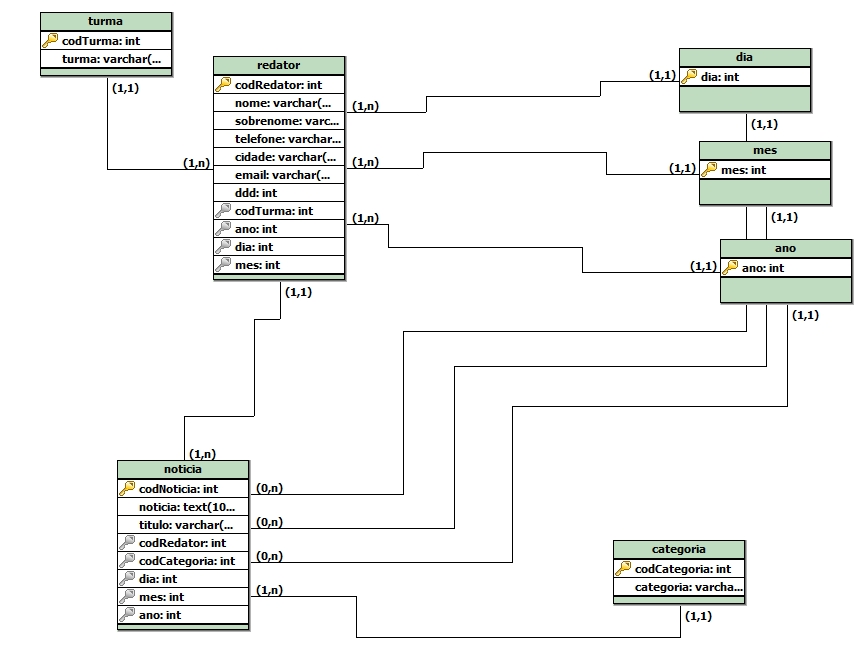 turma
codTurma: int
turma: varchar(...
(1,1)
(1,n)
redator
codRedator: int
nome: varchar(...
sobrenome: varc...
telefone: varchar...
cidade: varchar(...
email: varchar(...
ddd: int
codTurma: int
ano: int
dia: int
mes: int
(1,n)
(1,n)
(1,n)
(1,1)
dia
dia: int
(1,1)
(1,1)
mes
mes: int
(1,1)
(1,1)
ano
ano: int
(1,1)
(1,1)
(1,n)
noticia
codNoticia: int
noticia: text(10...
titulo: varchar(...
codRedator: int
codCategoria: int
dia: int
mes: int
ano: int
(0,n)
(0,n)
(0,n)
(1,n)
categoria
codCategoria: int
categoria: varcha...
(1,1)